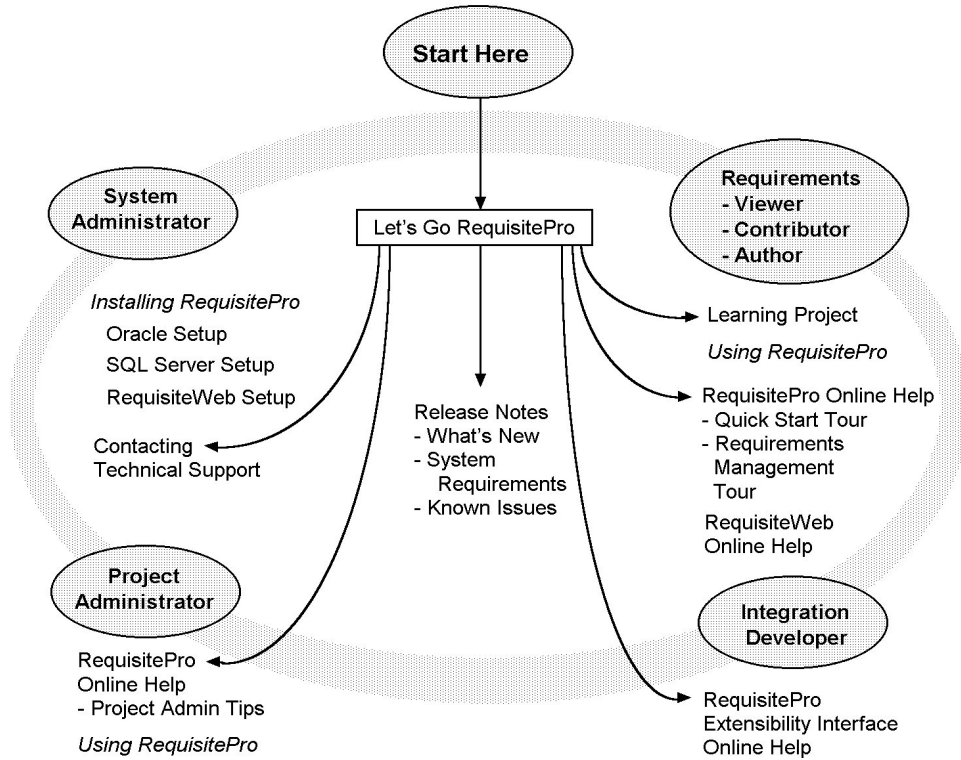 Start Here
System
Administrator
Requirements
- Viewer
- Contributor
- Author
Let's Go RequisitePro
Installing RequisitePro
Oracle Setup
SQL Server Setup
RequisiteWeb Setup
Contacting
Technical Support
Release Notes
- What's New
- System
Requirements
- Known Issues
Learning Project
Using RequisitePro
RequisitePro Online Help
- Quick Start Tour
- Requirements
Management
Tour
RequisiteWeb
Online Help
Project
Administrator
RequisitePro
Online Help
- Project Admin Tips
Using RequisitePro
Integration
Developer
RequisitePro
Extensibility Interface
Online Help